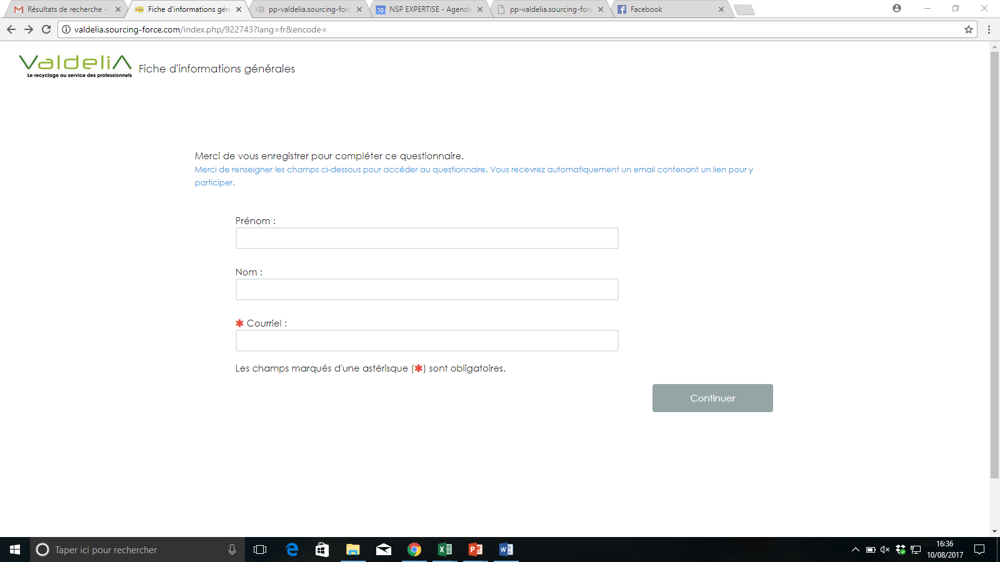 Résultats de recherche -
Fiche d'informations gén
pp-valdelia.sourcing-forc
10
NSP EXPERTISE - Agenda
pp-valdelia.sourcing-forc
Facebook
valdelia.sourcing-force.com/index.php/922743?lang=fr&encode=
ValdeliA
Le recyclage au service des professionnels
Fiche d'informations générales
Merci de vous enregistrer pour compléter ce questionnaire.
Merci de renseigner les champs ci-dessous pour accéder au questionnaire. Vous recevrez automatiquement un email contenant un lien pour y
participer.
Prénom :
Nom :
✱ Courriel :
Les champs marqués d'une astérisque (✱) sont obligatoires.
Continuer
Taper ici pour rechercher
16:36
10/08/2017